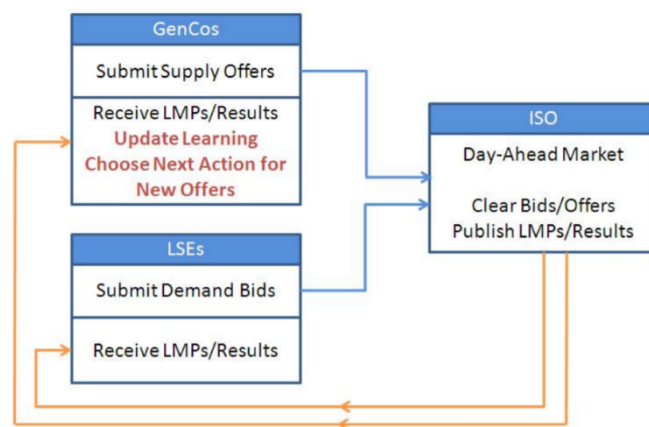 GenCos
Submit Supply Offers
Receive LMPs/Results
Update Learning
Choose Next Action for
New Offers
LSEs
Submit Demand Bids
Receive LMPs/Results
ISO
Day-Ahead Market
Clear Bids/Offers
Publish LMPs/Results